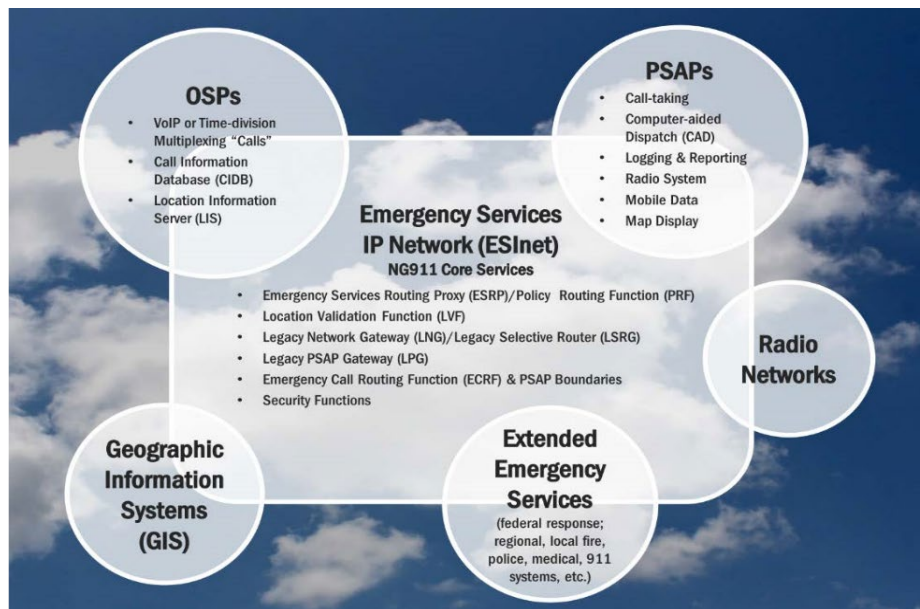 OSPs
• VoIP or Time-division
Multiplexing “Calls”
• Call Information
Database (CIDB)
• Location Information
Server (LIS)
PSAPs
• Call-taking
• Computer-aided
Dispatch (CAD)
• Logging & Reporting
• Radio System
• Mobile Data
• Map Display
Emergency Services
IP Network (ESInet)
NG911 Core Services
• Emergency Services Routing Proxy (ESRP)/Policy Routing Function (PRF)
• Location Validation Function (LVF)
• Legacy Network Gateway (LNG)/Legacy Selective Router (LSRG)
• Legacy PSAP Gateway (LPG)
• Emergency Call Routing Function (ECRF) & PSAP Boundaries
• Security Functions
Radio
Networks
Geographic
Information
Systems
(GIS)
Extended
Emergency
Services
(federal response;
regional, local fire,
police, medical, 911
systems, etc.)